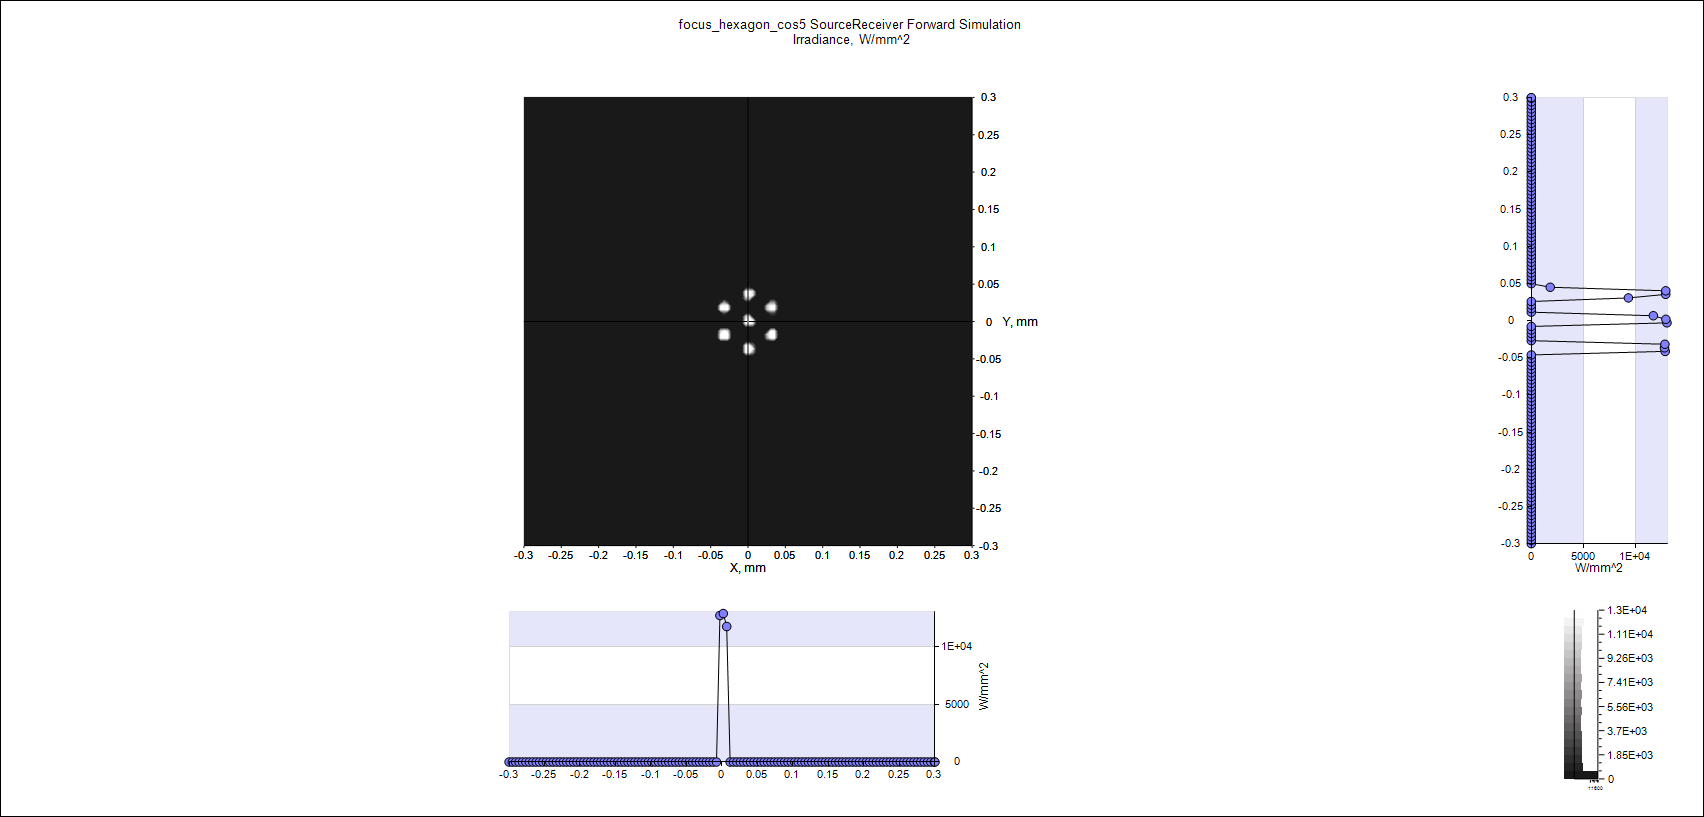 focus_hexagon_cos5 SourceReceiver Forward Simulation
Irradiance, W/mm^2
0.3
0.25
0.2
0.15
0.1
0.05
0 Y, mm
-0.05
-0.1
-0.15
-0.2
-0.25
-0.3
-0.3 -0.25 -0.2 -0.15 -0.1 -0.05 0 0.05 0.1 0.15 0.2 0.25 0.3
X, mm
0.3
0.25
0.2
0.15
0.1
0.05
0
-0.05
-0.1
-0.15
-0.2
-0.25
-0.3
0 5000 1E+04
W/mm^2
1E+04
5000
0
W/mm^2
-0.3 -0.25 -0.2 -0.15 -0.1 -0.05 0 0.05 0.1 0.15 0.2 0.25 0.3
1.3E+04
1.11E+04
9.26E+03
7.41E+03
5.56E+03
3.7E+03
1.85E+03
0